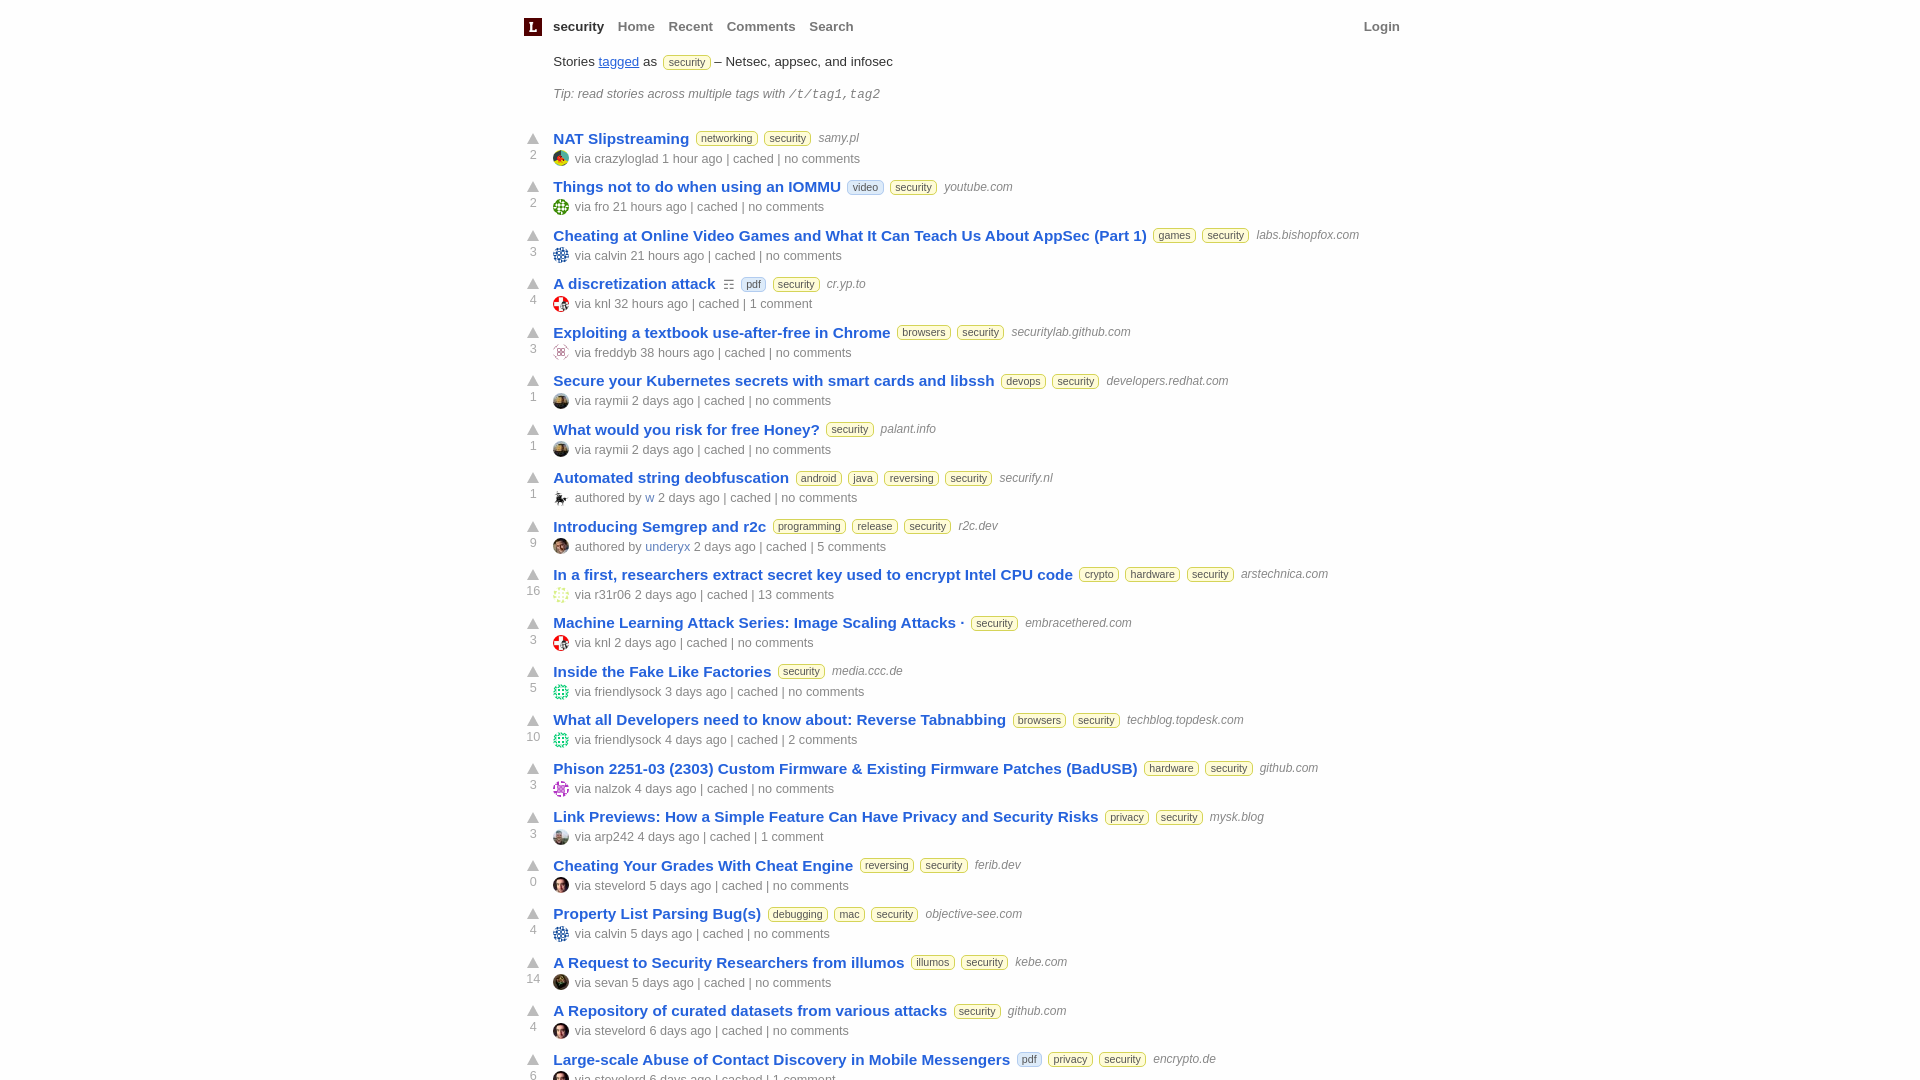 L security Home Recent Comments Search Login
Stories tagged as security – Netsec, appsec, and infosec
Tip: read stories across multiple tags with /t/tag1,tag2
NAT Slipstreaming networking security samy.pl
2 via crazyloglad 1 hour ago | cached | no comments
Things not to do when using an IOMMU video security youtube.com
2 via fro 21 hours ago | cached | no comments
Cheating at Online Video Games and What It Can Teach Us About AppSec (Part 1) games security labs.bishopfox.com
3 via calvin 21 hours ago | cached | no comments
A discretization attack ☶ pdf security cr.yp.to
4 via knl 32 hours ago | cached | 1 comment
Exploiting a textbook use-after-free in Chrome browsers security securitylab.github.com
3 via freddyb 38 hours ago | cached | no comments
Secure your Kubernetes secrets with smart cards and libssh devops security developers.redhat.com
1 via raymii 2 days ago | cached | no comments
What would you risk for free Honey? security palant.info
1 via raymii 2 days ago | cached | no comments
Automated string deobfuscation android java reversing security securify.nl
1 authored by w 2 days ago | cached | no comments
Introducing Semgrep and r2c programming release security r2c.dev
9 authored by underyx 2 days ago | cached | 5 comments
In a first, researchers extract secret key used to encrypt Intel CPU code crypto hardware security arstechnica.com
16 via r31r06 2 days ago | cached | 13 comments
Machine Learning Attack Series: Image Scaling Attacks · security embracethered.com
3 via knl 2 days ago | cached | no comments
Inside the Fake Like Factories security media.ccc.de
5 via friendlysock 3 days ago | cached | no comments
What all Developers need to know about: Reverse Tabnabbing browsers security techblog.topdesk.com
10 via friendlysock 4 days ago | cached | 2 comments
Phison 2251-03 (2303) Custom Firmware & Existing Firmware Patches (BadUSB) hardware security github.com
3 via nalzok 4 days ago | cached | no comments
Link Previews: How a Simple Feature Can Have Privacy and Security Risks privacy security mysk.blog
3 via arp242 4 days ago | cached | 1 comment
Cheating Your Grades With Cheat Engine reversing security ferib.dev
0 via stevelord 5 days ago | cached | no comments
Property List Parsing Bug(s) debugging mac security objective-see.com
4 via calvin 5 days ago | cached | no comments
A Request to Security Researchers from illumos illumos security kebe.com
14 via sevan 5 days ago | cached | no comments
A Repository of curated datasets from various attacks security github.com
4 via stevelord 6 days ago | cached | no comments
Large-scale Abuse of Contact Discovery in Mobile Messengers pdf privacy security encrypto.de
6 via stevelord 6 days ago | cached | 1 comment